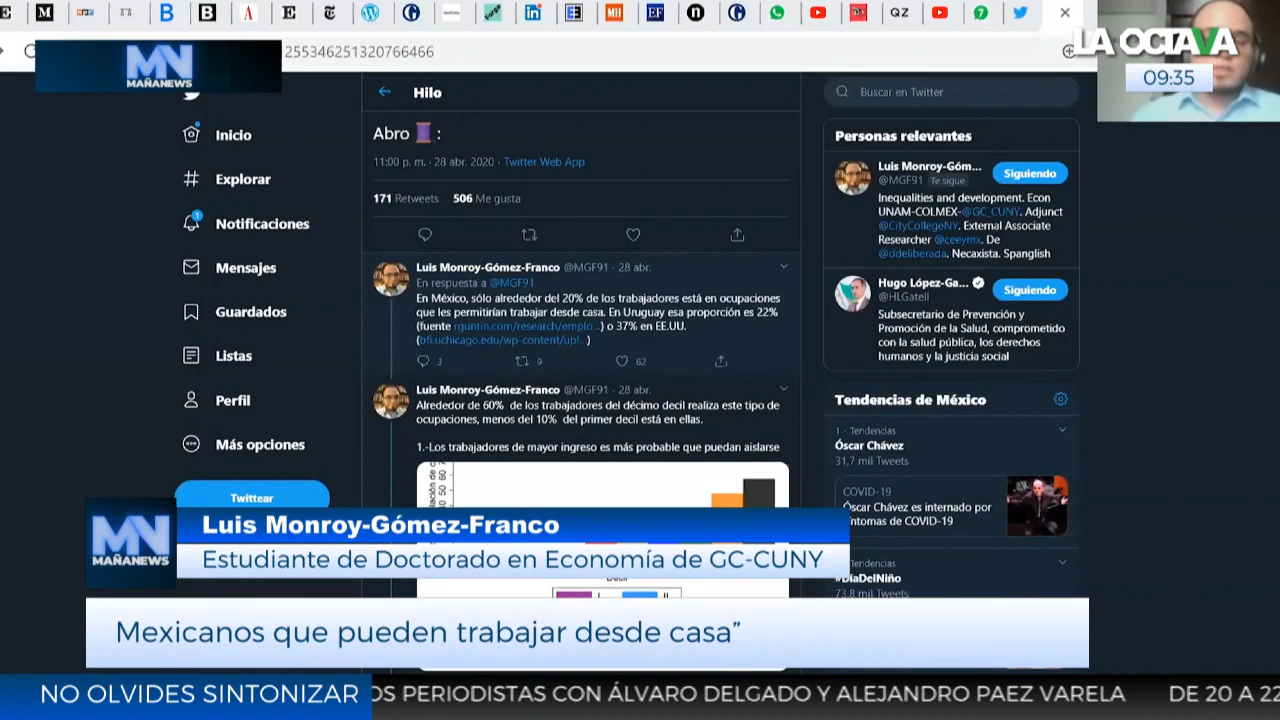 255346251320766466
LA OCTAVA
09:35
MN
MAÑANEWS
Hilo
Buscar en Twitter
Inicio
Explorar
Notificaciones
1
Mensajes
Guardados
Listas
Perfil
Más opciones
Twittear
Abro :
11:00 p. m. · 28 abr. 2020 · Twitter Web App
171 Retweets 506 Me gusta
Luis Monroy-Gómez-Franco @MGF91 · 28 abr.
En respuesta a @MGF91
En México, sólo alrededor del 20% de los trabajadores está en ocupaciones
que les permitirían trabajar desde casa. En Uruguay esa proporción es 22%
(fuente rguntin.com/research/emplo...) o 37% en EE.UU.
(bfi.uchicago.edu/wp-content/upl...)
3 9 62
Luis Monroy-Gómez-Franco @MGF91 · 28 abr.
Alrededor de 60% de los trabajadores del décimo decil realiza este tipo de
ocupaciones, menos del 10% del primer decil está en ellas.
1.-Los trabajadores de mayor ingreso es más probable que puedan aislarse
60
50
Personas relevantes
Luis Monroy-Góm...
@MGF91 Te sigue
Siguiendo
Inequalities and development. Econ
UNAM-COLMEX-@GC_CUNY. Adjunct
@CityCollegeNY. External Associate
Researcher @ceeymx. De
@ddeliberada. Necaxista. Spanglish
Hugo López-Ga...
@HLGatell
Siguiendo
Subsecretario de Prevención y
Promoción de la Salud, comprometido
con la salud pública, los derechos
humanos y la justicia social
Tendencias de México
1 · Tendencias
Óscar Chávez
31,7 mil Tweets
COVID-19
Óscar Chávez es internado por
síntomas de COVID-19
Tendencias
#DíaDelNiño
73,8 mil Tweets
MN
MAÑANEWS
Luis Monroy-Gómez-Franco
Estudiante de Doctorado en Economía de GC-CUNY
Mexicanos que pueden trabajar desde casa”
NO OLVIDES SINTONIZAR
OS PERIODISTAS CON ÁLVARO DELGADO Y ALEJANDRO PAEZ VARELA DE 20 A 22